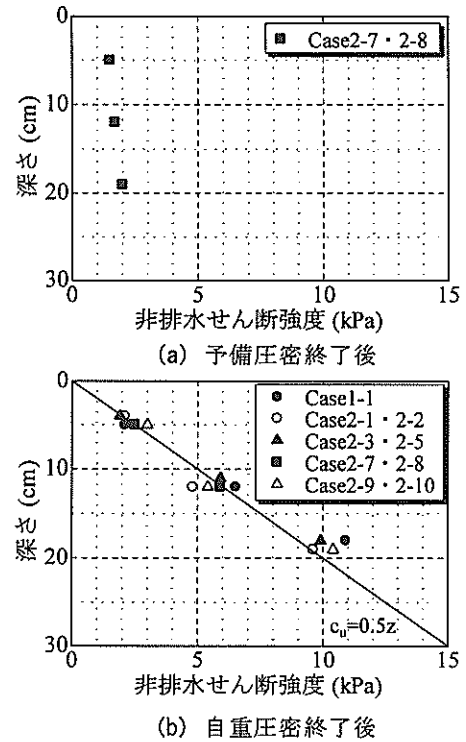 0
Case2-7・2-8
10
深さ (cm)
20
30
0
5
10
15
非排水せん断強度 (kPa)
(a) 予備圧密終了後
0
Case1-1
Case2-1・2-2
Case2-3・2-5
Case2-7・2-8
Case2-9・2-10
10
深さ (cm)
20
cu=0.5z
30
0
5
10
15
非排水せん断強度 (kPa)
(b) 自重圧密終了後